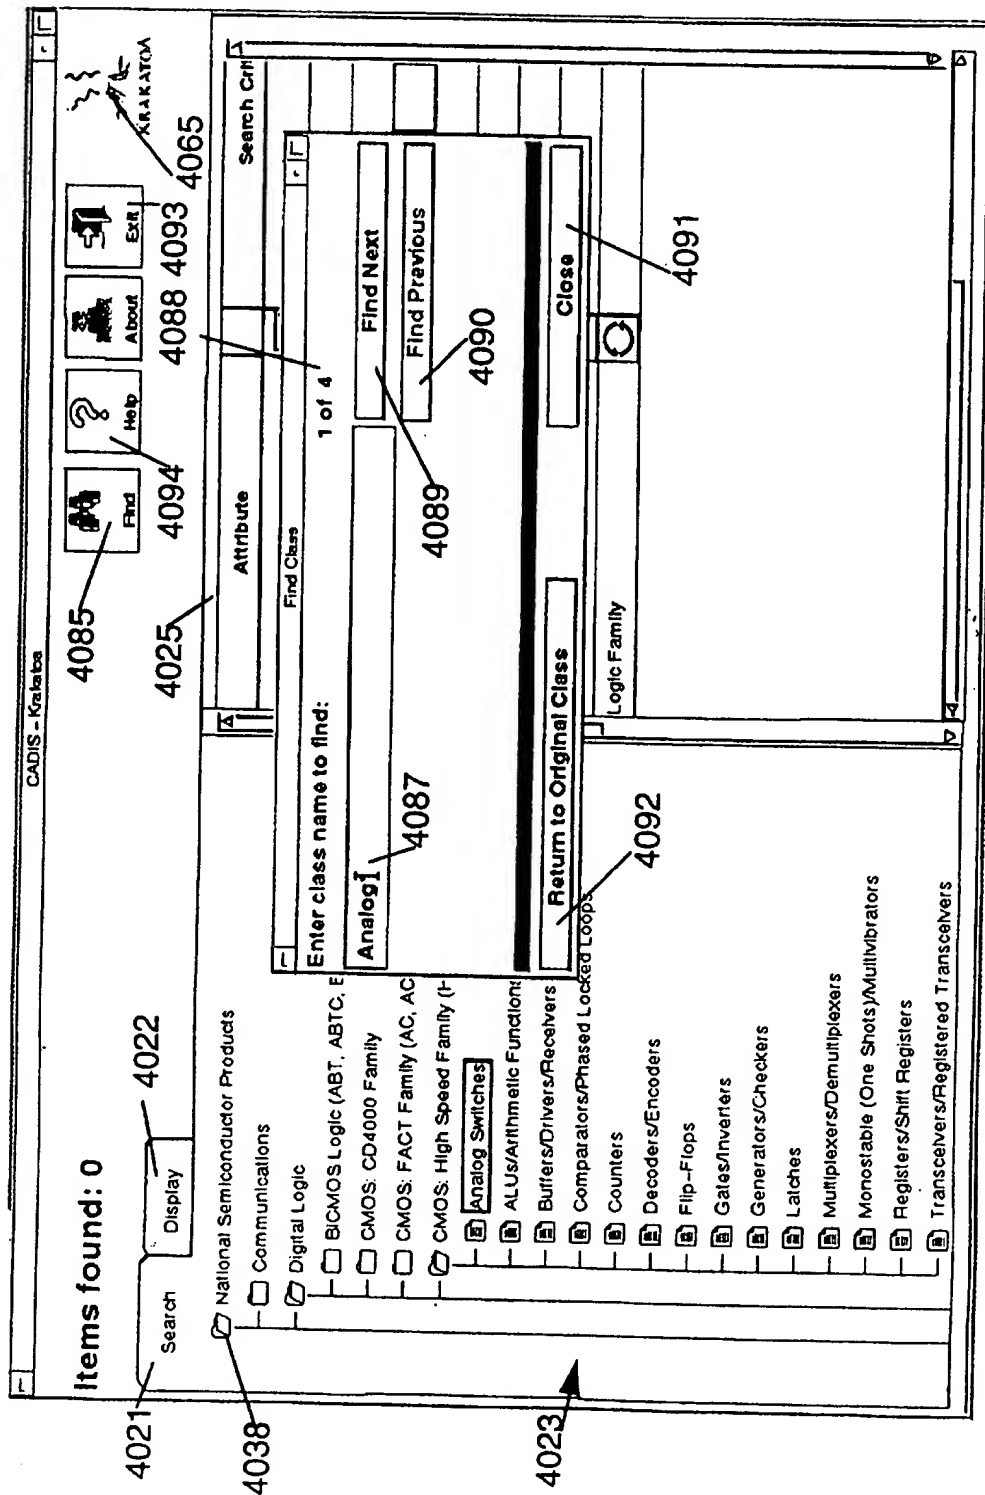 CADIS - Krakatoa
Items found: 0
Find
Help
About
Exit
KRAKATOA
4085
4094
4088
4093
4065
4021
Search
Display
4022
4025
Attribute
Search Crit
4038
National Semiconductor Products
Communications
Digital Logic
BiCMOS Logic (ABT, ABTC, B
CMOS: CD4000 Family
CMOS: FACT Family (AC, AC
CMOS: High Speed Family (H
Analog Switches
ALUs/Arithmetic Functions
Buffers/Drivers/Receivers
Comparators/Phased Locked Loops
Counters
Decoders/Encoders
Flip-Flops
Gates/Inverters
Generators/Checkers
Latches
Multiplexers/Demultiplexers
Monostable (One Shots)/Multivibrators
Registers/Shift Registers
Transceivers/Registered Transceivers
4023
Find Class
Enter class name to find:
1 of 4
Analog
Find Next
4087
4089
Find Previous
4090
Return to Original Class
Close
4092
4091
Logic Family